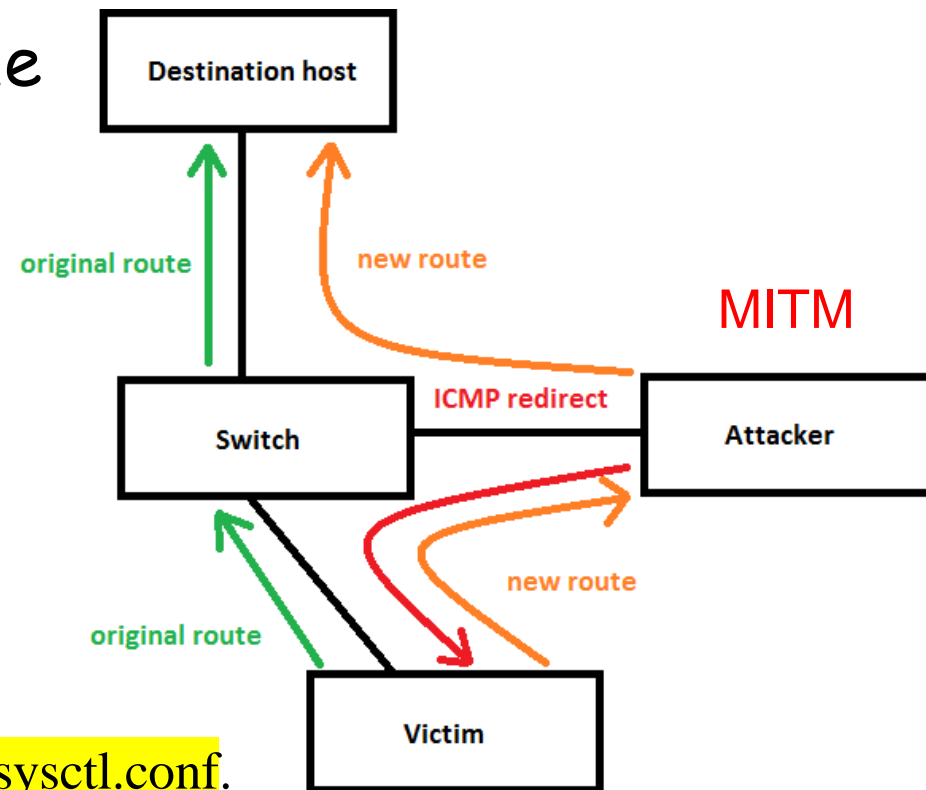 Destination host
original route
new route
MITM
ICMP redirect
Switch
Attacker
new route
original route
Victim
sysctl.conf.